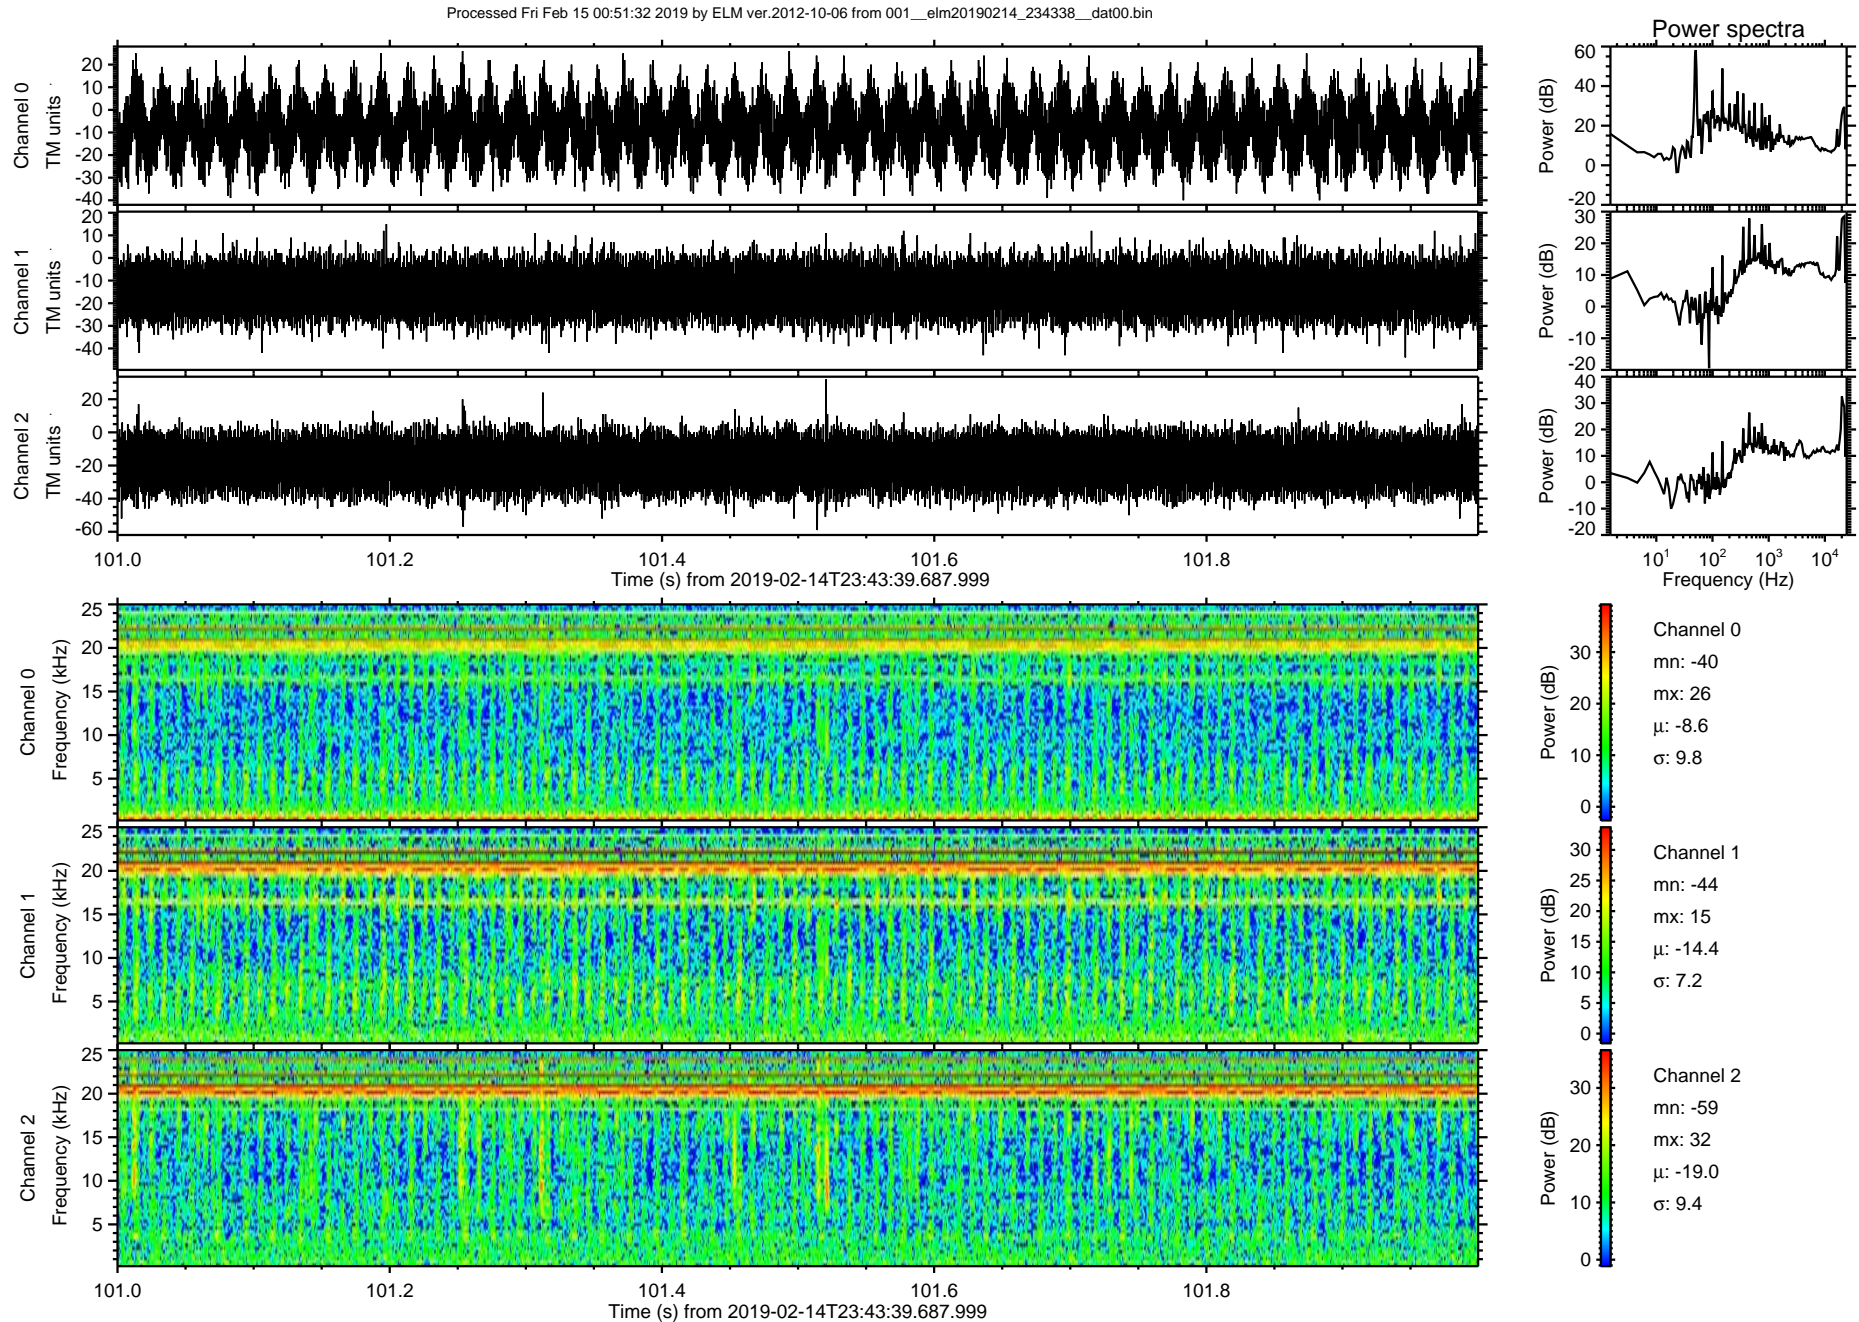 Processed Fri Feb 15 00:51:32 2019 by ELM ver.2012-10-06 from 001__elm20190214_234338__dat00.bin
Power spectra
Channel 0
TM units
20
10
0
-10
-20
-30
-40
Power (dB)
60
40
20
0
-20
Channel 1
TM units
20
10
0
-10
-20
-30
-40
Power (dB)
30
20
10
0
-10
-20
Channel 2
TM units
20
0
-20
-40
-60
Power (dB)
40
30
20
10
0
-10
-20
101.0 101.2 101.4 101.6 101.8
Time (s) from 2019-02-14T23:43:39.687.999
10^1 10^2 10^3 10^4
Frequency (Hz)
Channel 0
Frequency (kHz)
25
20
15
10
5
Power (dB)
30
20
10
0
Channel 0
mn: -40
mx: 26
μ: -8.6
σ: 9.8
Channel 1
Frequency (kHz)
25
20
15
10
5
Power (dB)
30
25
20
15
10
5
0
Channel 1
mn: -44
mx: 15
μ: -14.4
σ: 7.2
Channel 2
Frequency (kHz)
25
20
15
10
5
Power (dB)
30
20
10
0
Channel 2
mn: -59
mx: 32
μ: -19.0
σ: 9.4
101.0 101.2 101.4 101.6 101.8
Time (s) from 2019-02-14T23:43:39.687.999